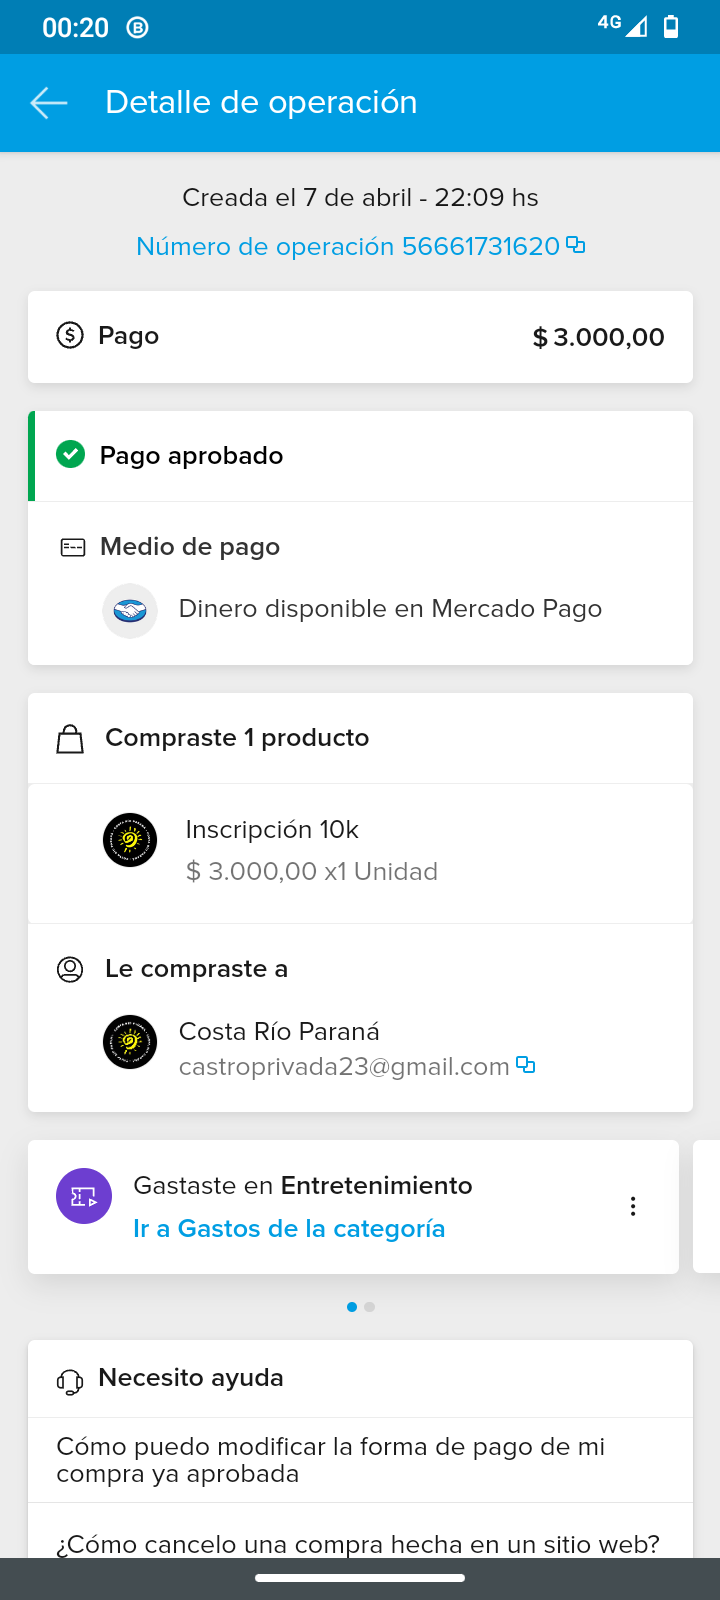 00:20
4G
Detalle de operación
Creada el 7 de abril - 22:09 hs
Número de operación 56661731620
Pago
$ 3.000,00
Pago aprobado
Medio de pago
Dinero disponible en Mercado Pago
Compraste 1 producto
Inscripción 10k
$ 3.000,00 x1 Unidad
Le compraste a
Costa Río Paraná
castroprivada23@gmail.com
Gastaste en Entretenimiento
Ir a Gastos de la categoría
Necesito ayuda
Cómo puedo modificar la forma de pago de mi
compra ya aprobada
¿Cómo cancelo una compra hecha en un sitio web?